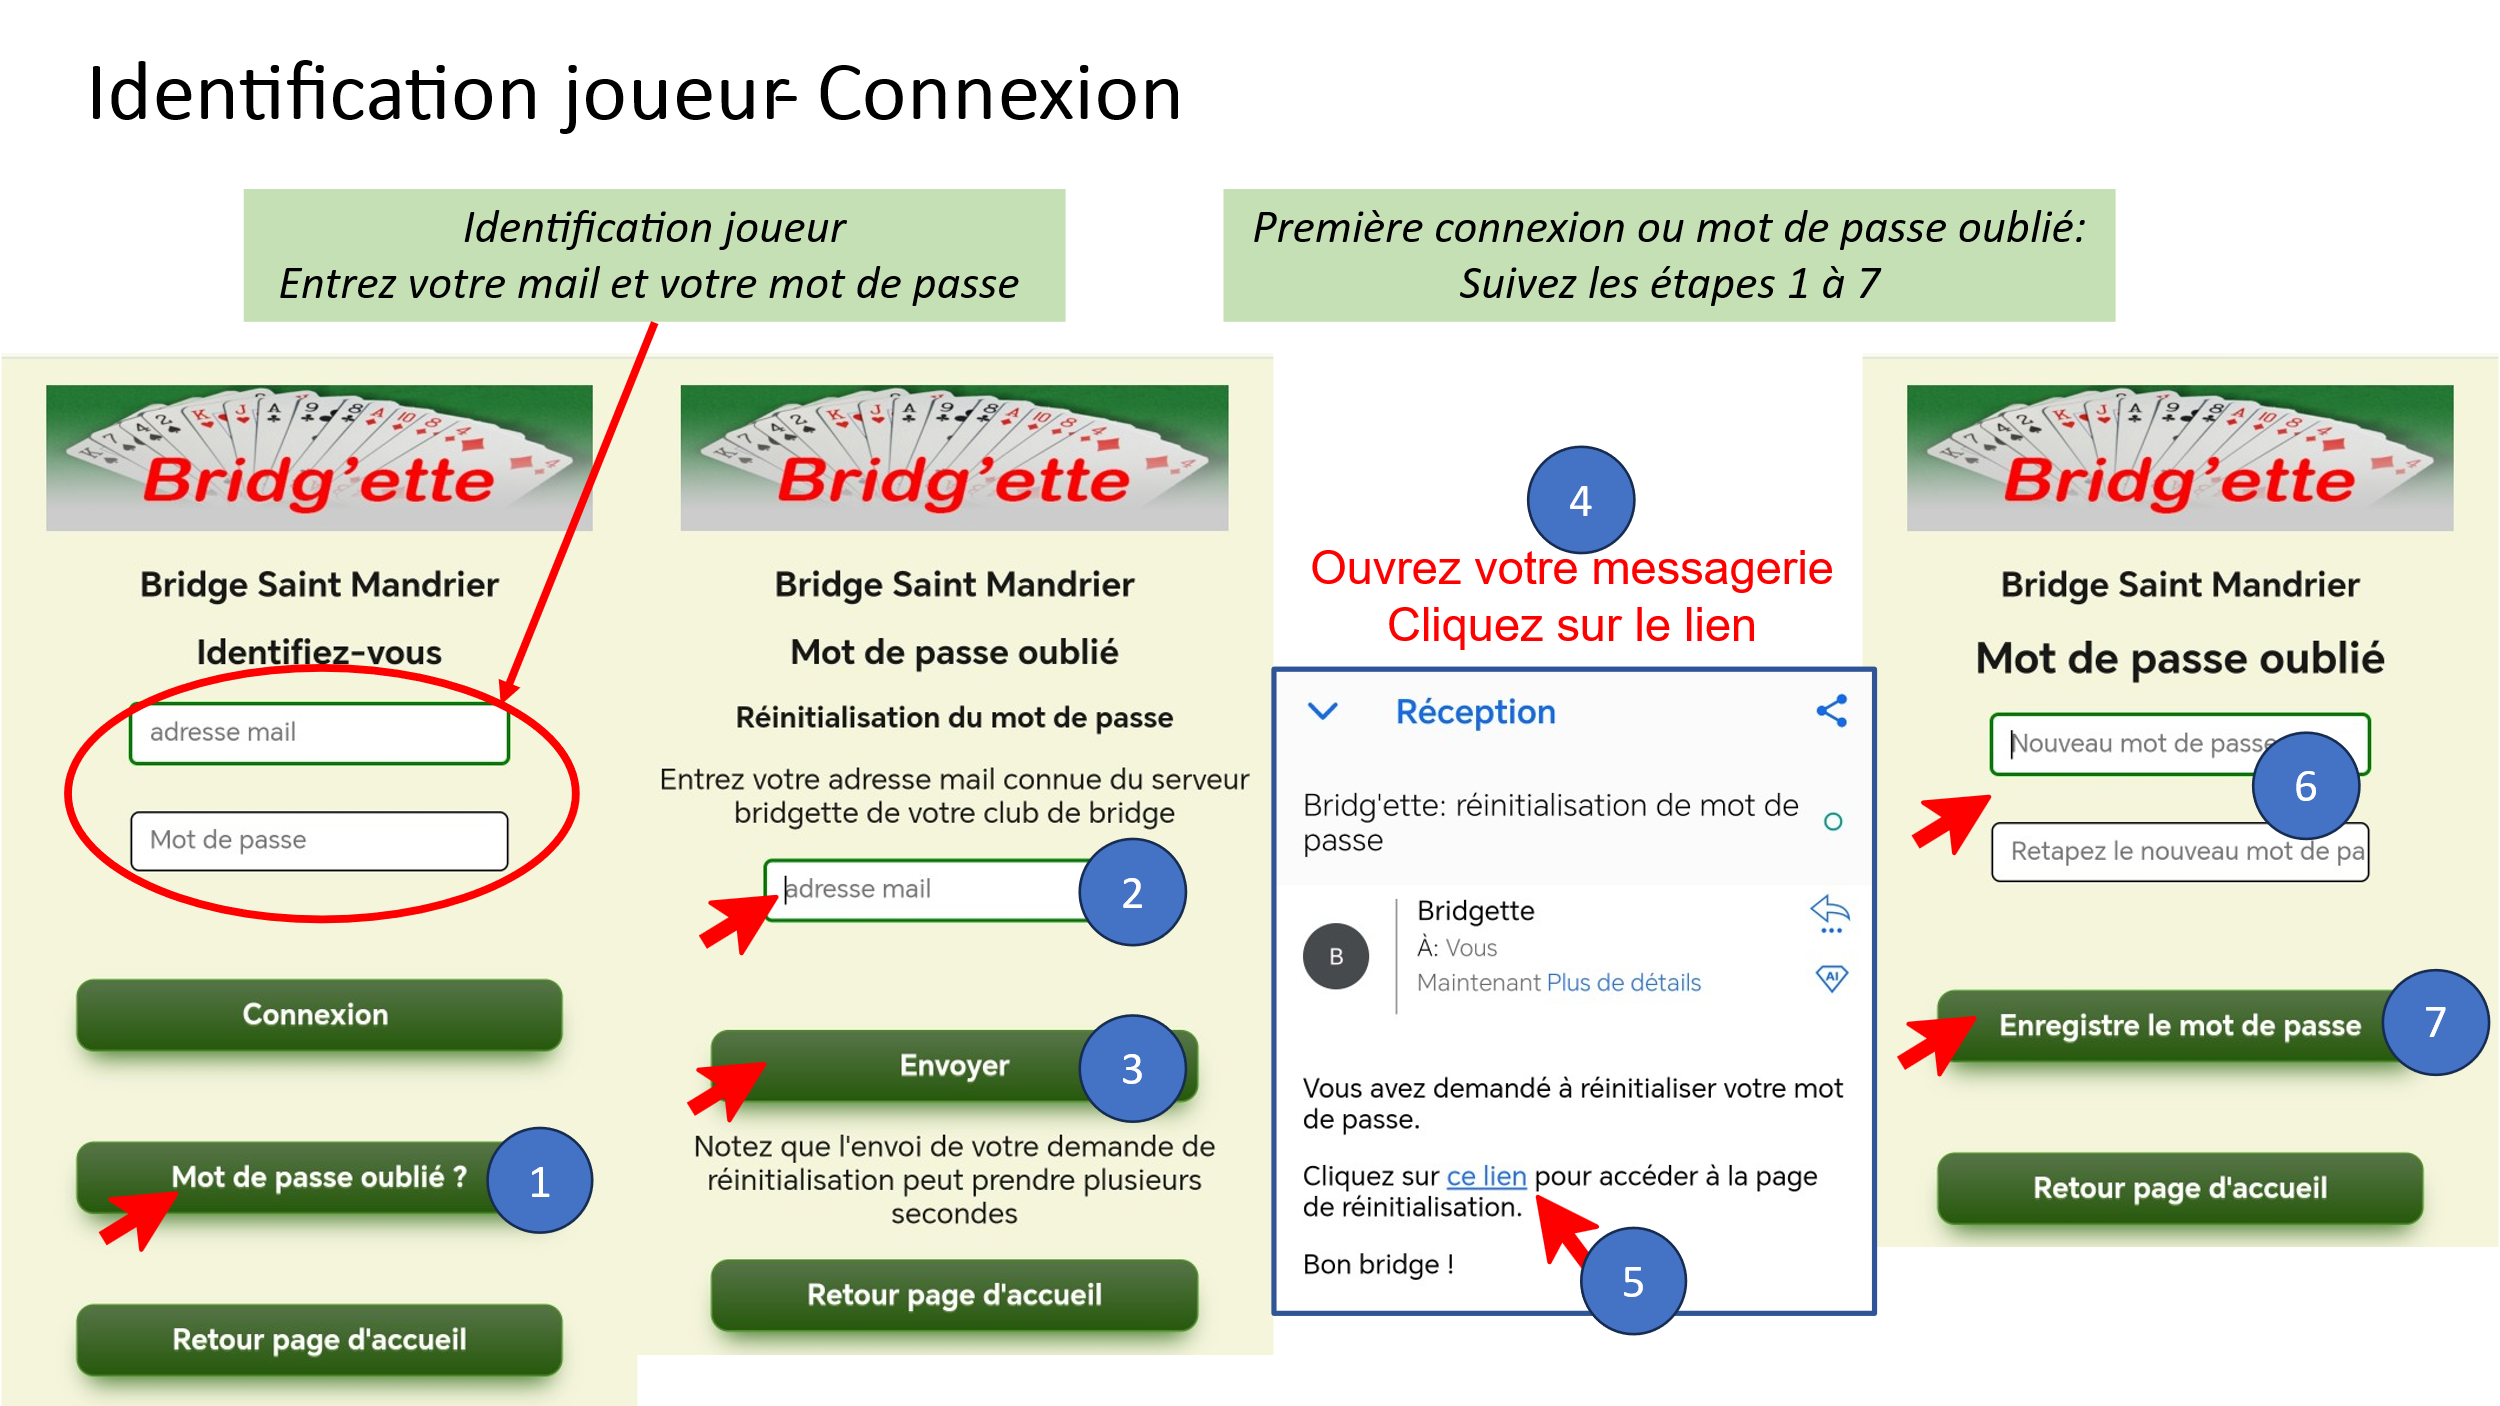 Identification joueur- Connexion
Identification joueur
Entrez votre mail et votre mot de passe
Première connexion ou mot de passe oublié:
Suivez les étapes 1 à 7
Bridg'ette
Bridge Saint Mandrier
Identifiez-vous
adresse mail
Mot de passe
Connexion
Mot de passe oublié ?
1
Retour page d'accueil
Bridg'ette
Bridge Saint Mandrier
Mot de passe oublié
Réinitialisation du mot de passe
Entrez votre adresse mail connue du serveur
bridgette de votre club de bridge
adresse mail
2
Envoyer
3
Notez que l'envoi de votre demande de
réinitialisation peut prendre plusieurs
secondes
Retour page d'accueil
4
Ouvrez votre messagerie
Cliquez sur le lien
Réception
Bridg'ette: réinitialisation de mot de
passe
B
Bridgette
À: Vous
Maintenant Plus de détails
AI
Vous avez demandé à réinitialiser votre mot
de passe.
Cliquez sur ce lien pour accéder à la page
de réinitialisation.
5
Bon bridge !
Bridg'ette
Bridge Saint Mandrier
Mot de passe oublié
Nouveau mot de passe
6
Retapez le nouveau mot de pa
Enregistre le mot de passe
7
Retour page d'accueil